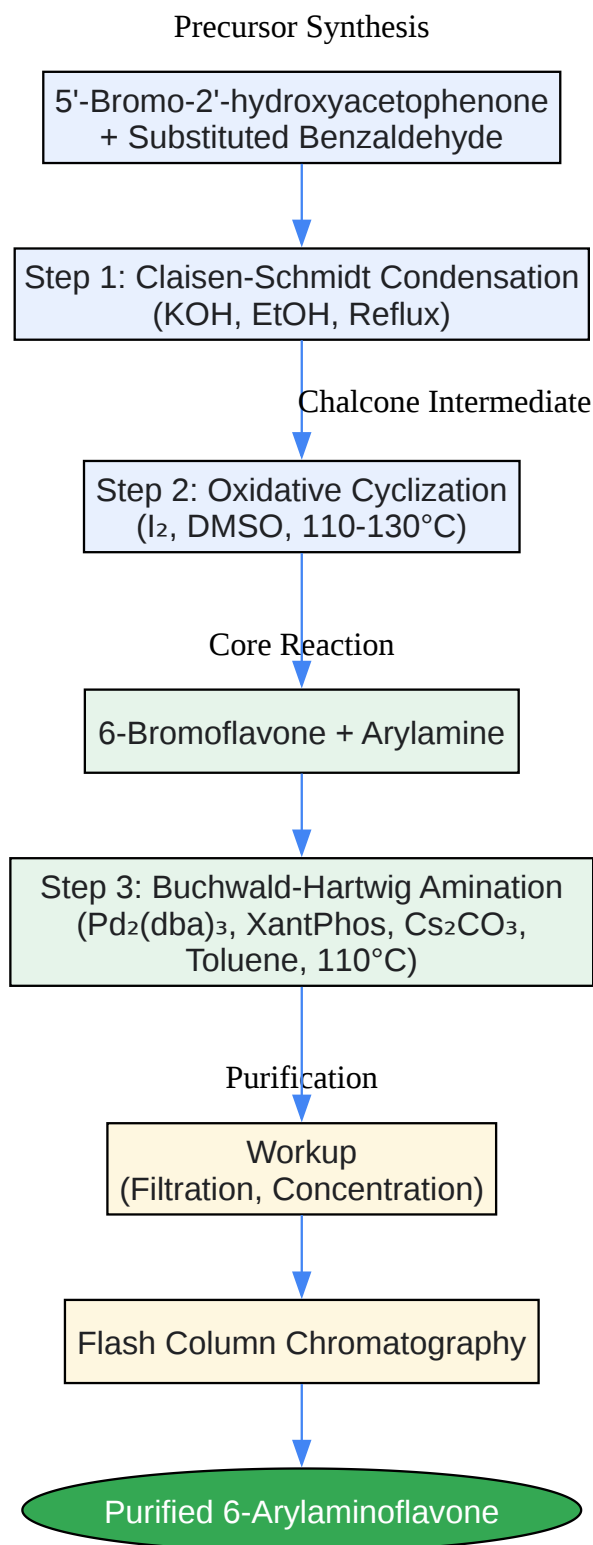 Precursor Synthesis
5'-Bromo-2'-hydroxyacetophenone
+ Substituted Benzaldehyde
Step 1: Claisen-Schmidt Condensation
(KOH, EtOH, Reflux)
Chalcone Intermediate
Step 2: Oxidative Cyclization
(I₂, DMSO, 110-130°C)
Core Reaction
6-Bromoflavone + Arylamine
Step 3: Buchwald-Hartwig Amination
(Pd₂(dba)₃, XantPhos, Cs₂CO₃,
Toluene, 110°C)
Purification
Workup
(Filtration, Concentration)
Flash Column Chromatography
Purified 6-Arylaminoflavone